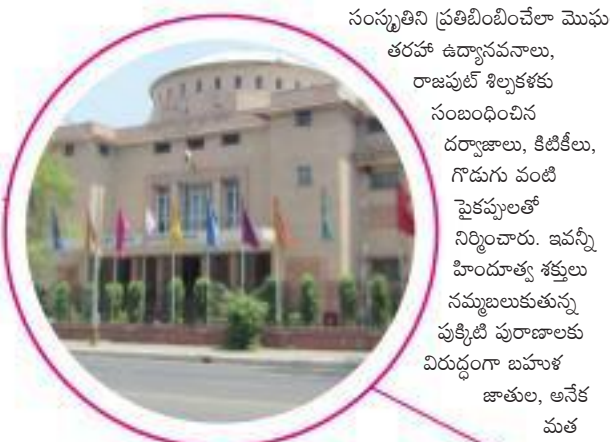 సంస్కృతిని ప్రతిబింబించేలా మొఘ
తరహా ఉద్యానవనాలు,
రాజపుట్ శిల్పకళకు
సంబంధించిన
దర్వాజాలు, కిటికీలు,
గొడుగు వంటి
పైకప్పులతో
నిర్మించారు. ఇవన్నీ
హిందూత్వ శక్తులు
నమ్మబలుకుతున్న
పుక్కిటి పురాణాలకు
విరుద్ధంగా బహుళ
జాతుల, అనేక
మత